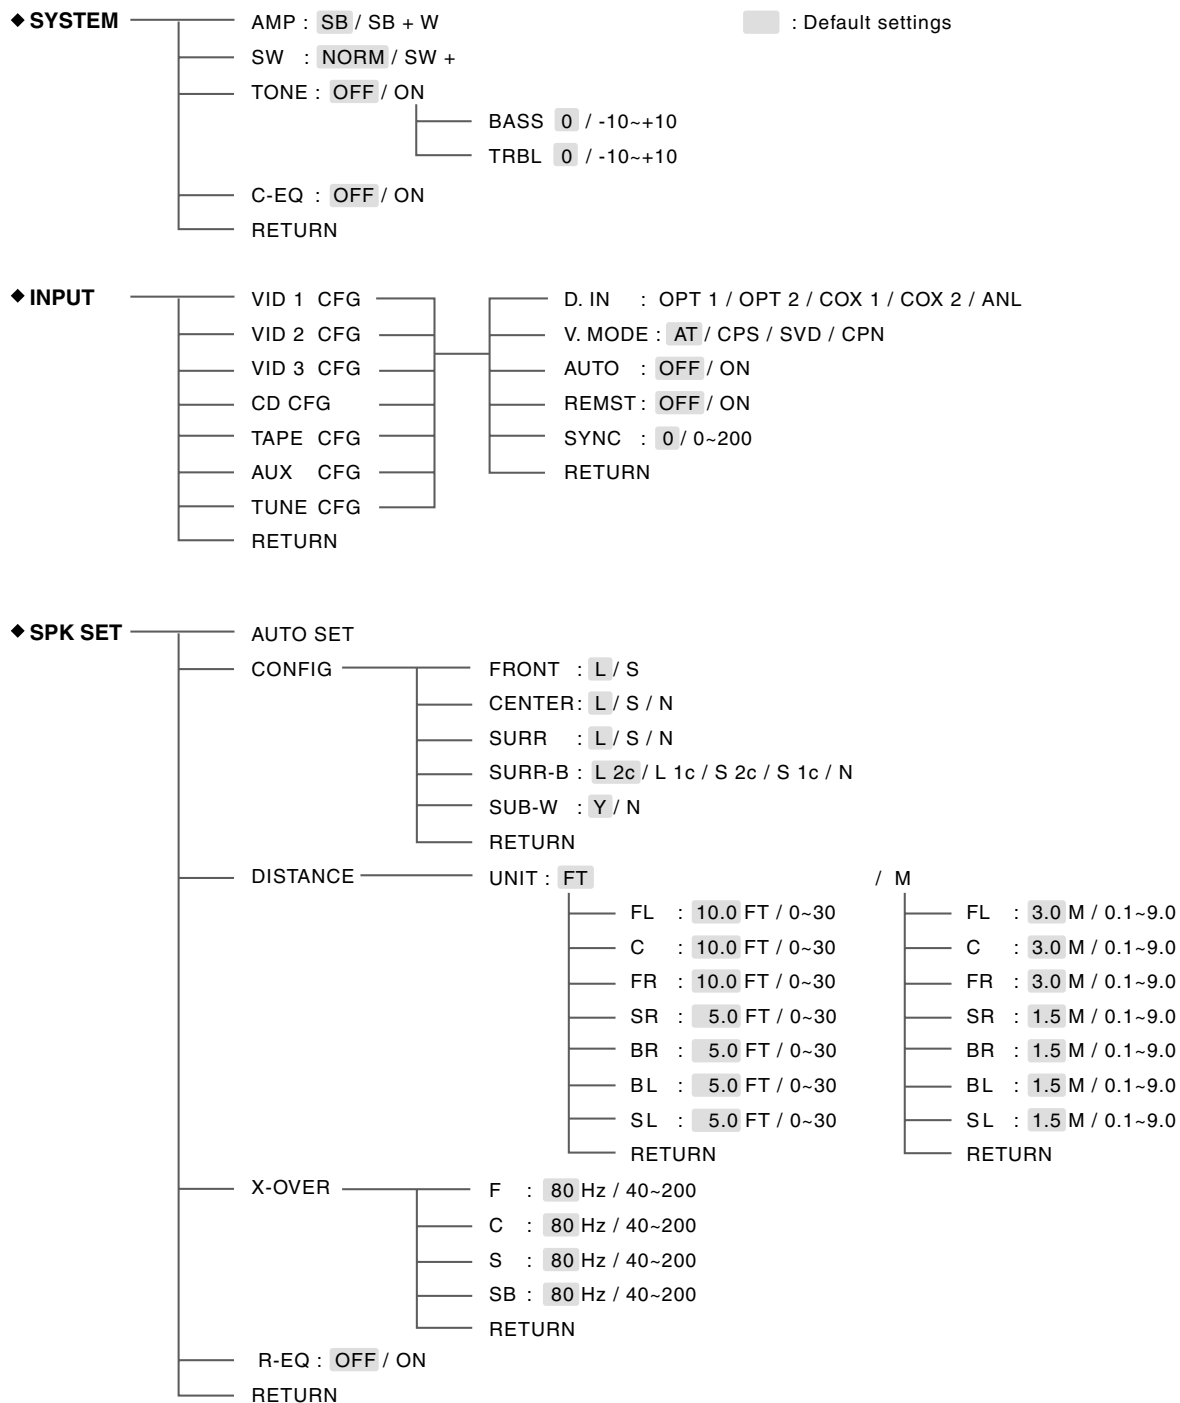 ◆ SYSTEM AMP : SB / SB + W : Default settings
SW : NORM / SW +
TONE : OFF / ON
BASS 0 / -10~+10
TRBL 0 / -10~+10
C-EQ : OFF / ON
RETURN
◆ INPUT VID 1 CFG D. IN : OPT 1 / OPT 2 / COX 1 / COX 2 / ANL
VID 2 CFG V. MODE : AT / CPS / SVD / CPN
VID 3 CFG AUTO : OFF / ON
CD CFG REMST : OFF / ON
TAPE CFG SYNC : 0 / 0~200
AUX CFG RETURN
TUNE CFG
RETURN
◆ SPK SET AUTO SET
CONFIG FRONT : L / S
CENTER : L / S / N
SURR : L / S / N
SURR-B : L 2c / L 1c / S 2c / S 1c / N
SUB-W : Y / N
RETURN
DISTANCE UNIT : FT / M
FL : 10.0 FT / 0~30 FL : 3.0 M / 0.1~9.0
C : 10.0 FT / 0~30 C : 3.0 M / 0.1~9.0
FR : 10.0 FT / 0~30 FR : 3.0 M / 0.1~9.0
SR : 5.0 FT / 0~30 SR : 1.5 M / 0.1~9.0
BR : 5.0 FT / 0~30 BR : 1.5 M / 0.1~9.0
BL : 5.0 FT / 0~30 BL : 1.5 M / 0.1~9.0
SL : 5.0 FT / 0~30 SL : 1.5 M / 0.1~9.0
RETURN RETURN
X-OVER F : 80 Hz / 40~200
C : 80 Hz / 40~200
S : 80 Hz / 40~200
SB : 80 Hz / 40~200
RETURN
R-EQ : OFF / ON
RETURN